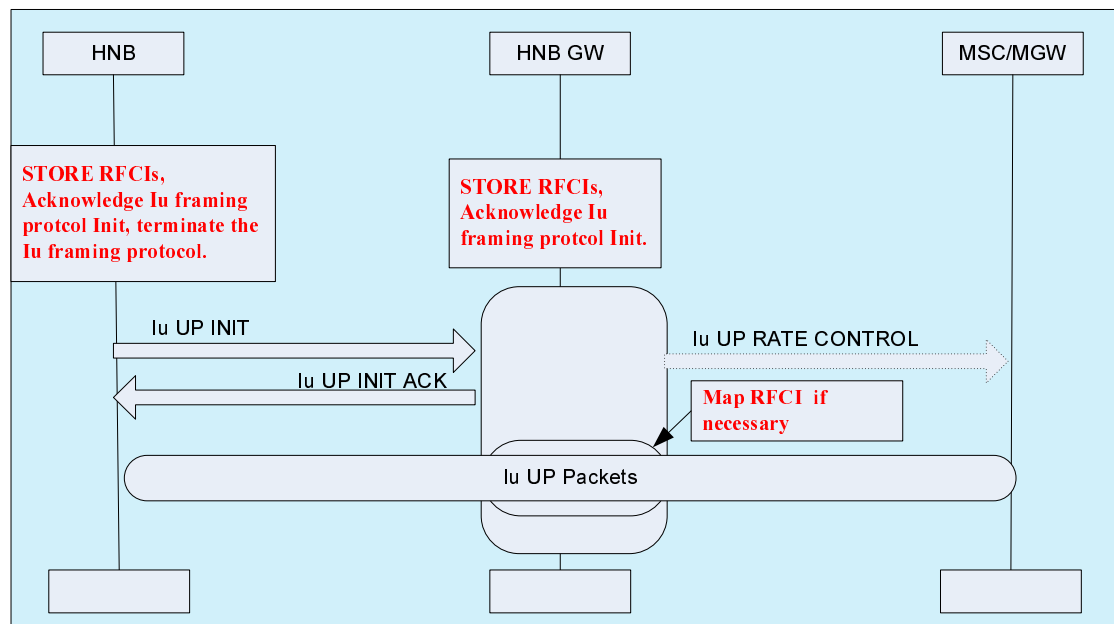 HNB
HNB GW
MSC/MGW
STORE RFCIs,
Acknowledge Iu framing
protcol Init, terminate the
Iu framing protocol.
STORE RFCIs,
Acknowledge Iu
framing protcol Init.
Iu UP INIT
Iu UP RATE CONTROL
Iu UP INIT ACK
Map RFCI if
necessary
Iu UP Packets